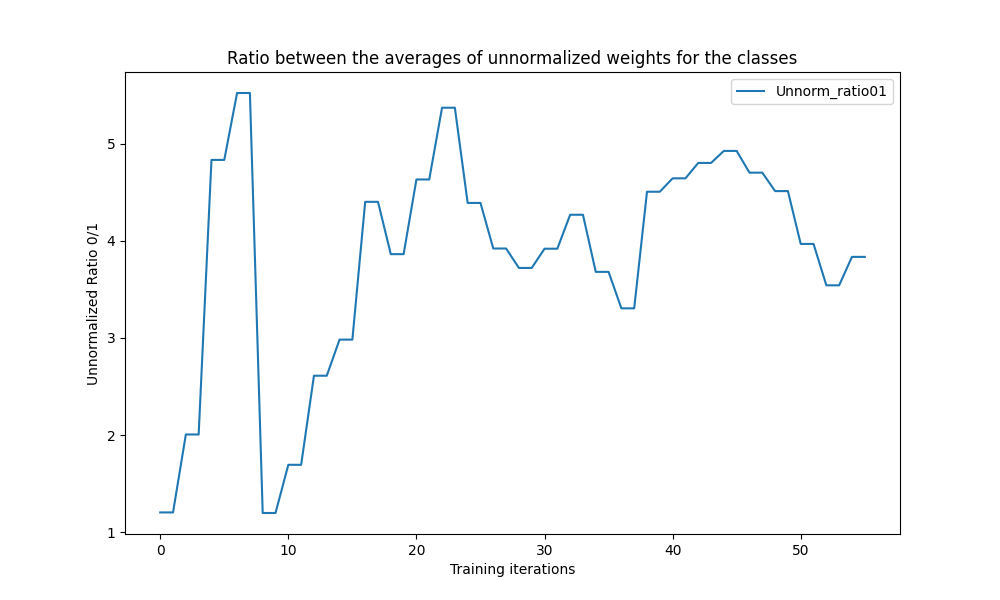 Ratio between the averages of unnormalized weights for the classes
Unnorm_ratio01
Unnormalized Ratio 0/1
5
4
3
2
1
0 10 20 30 40 50
Training iterations